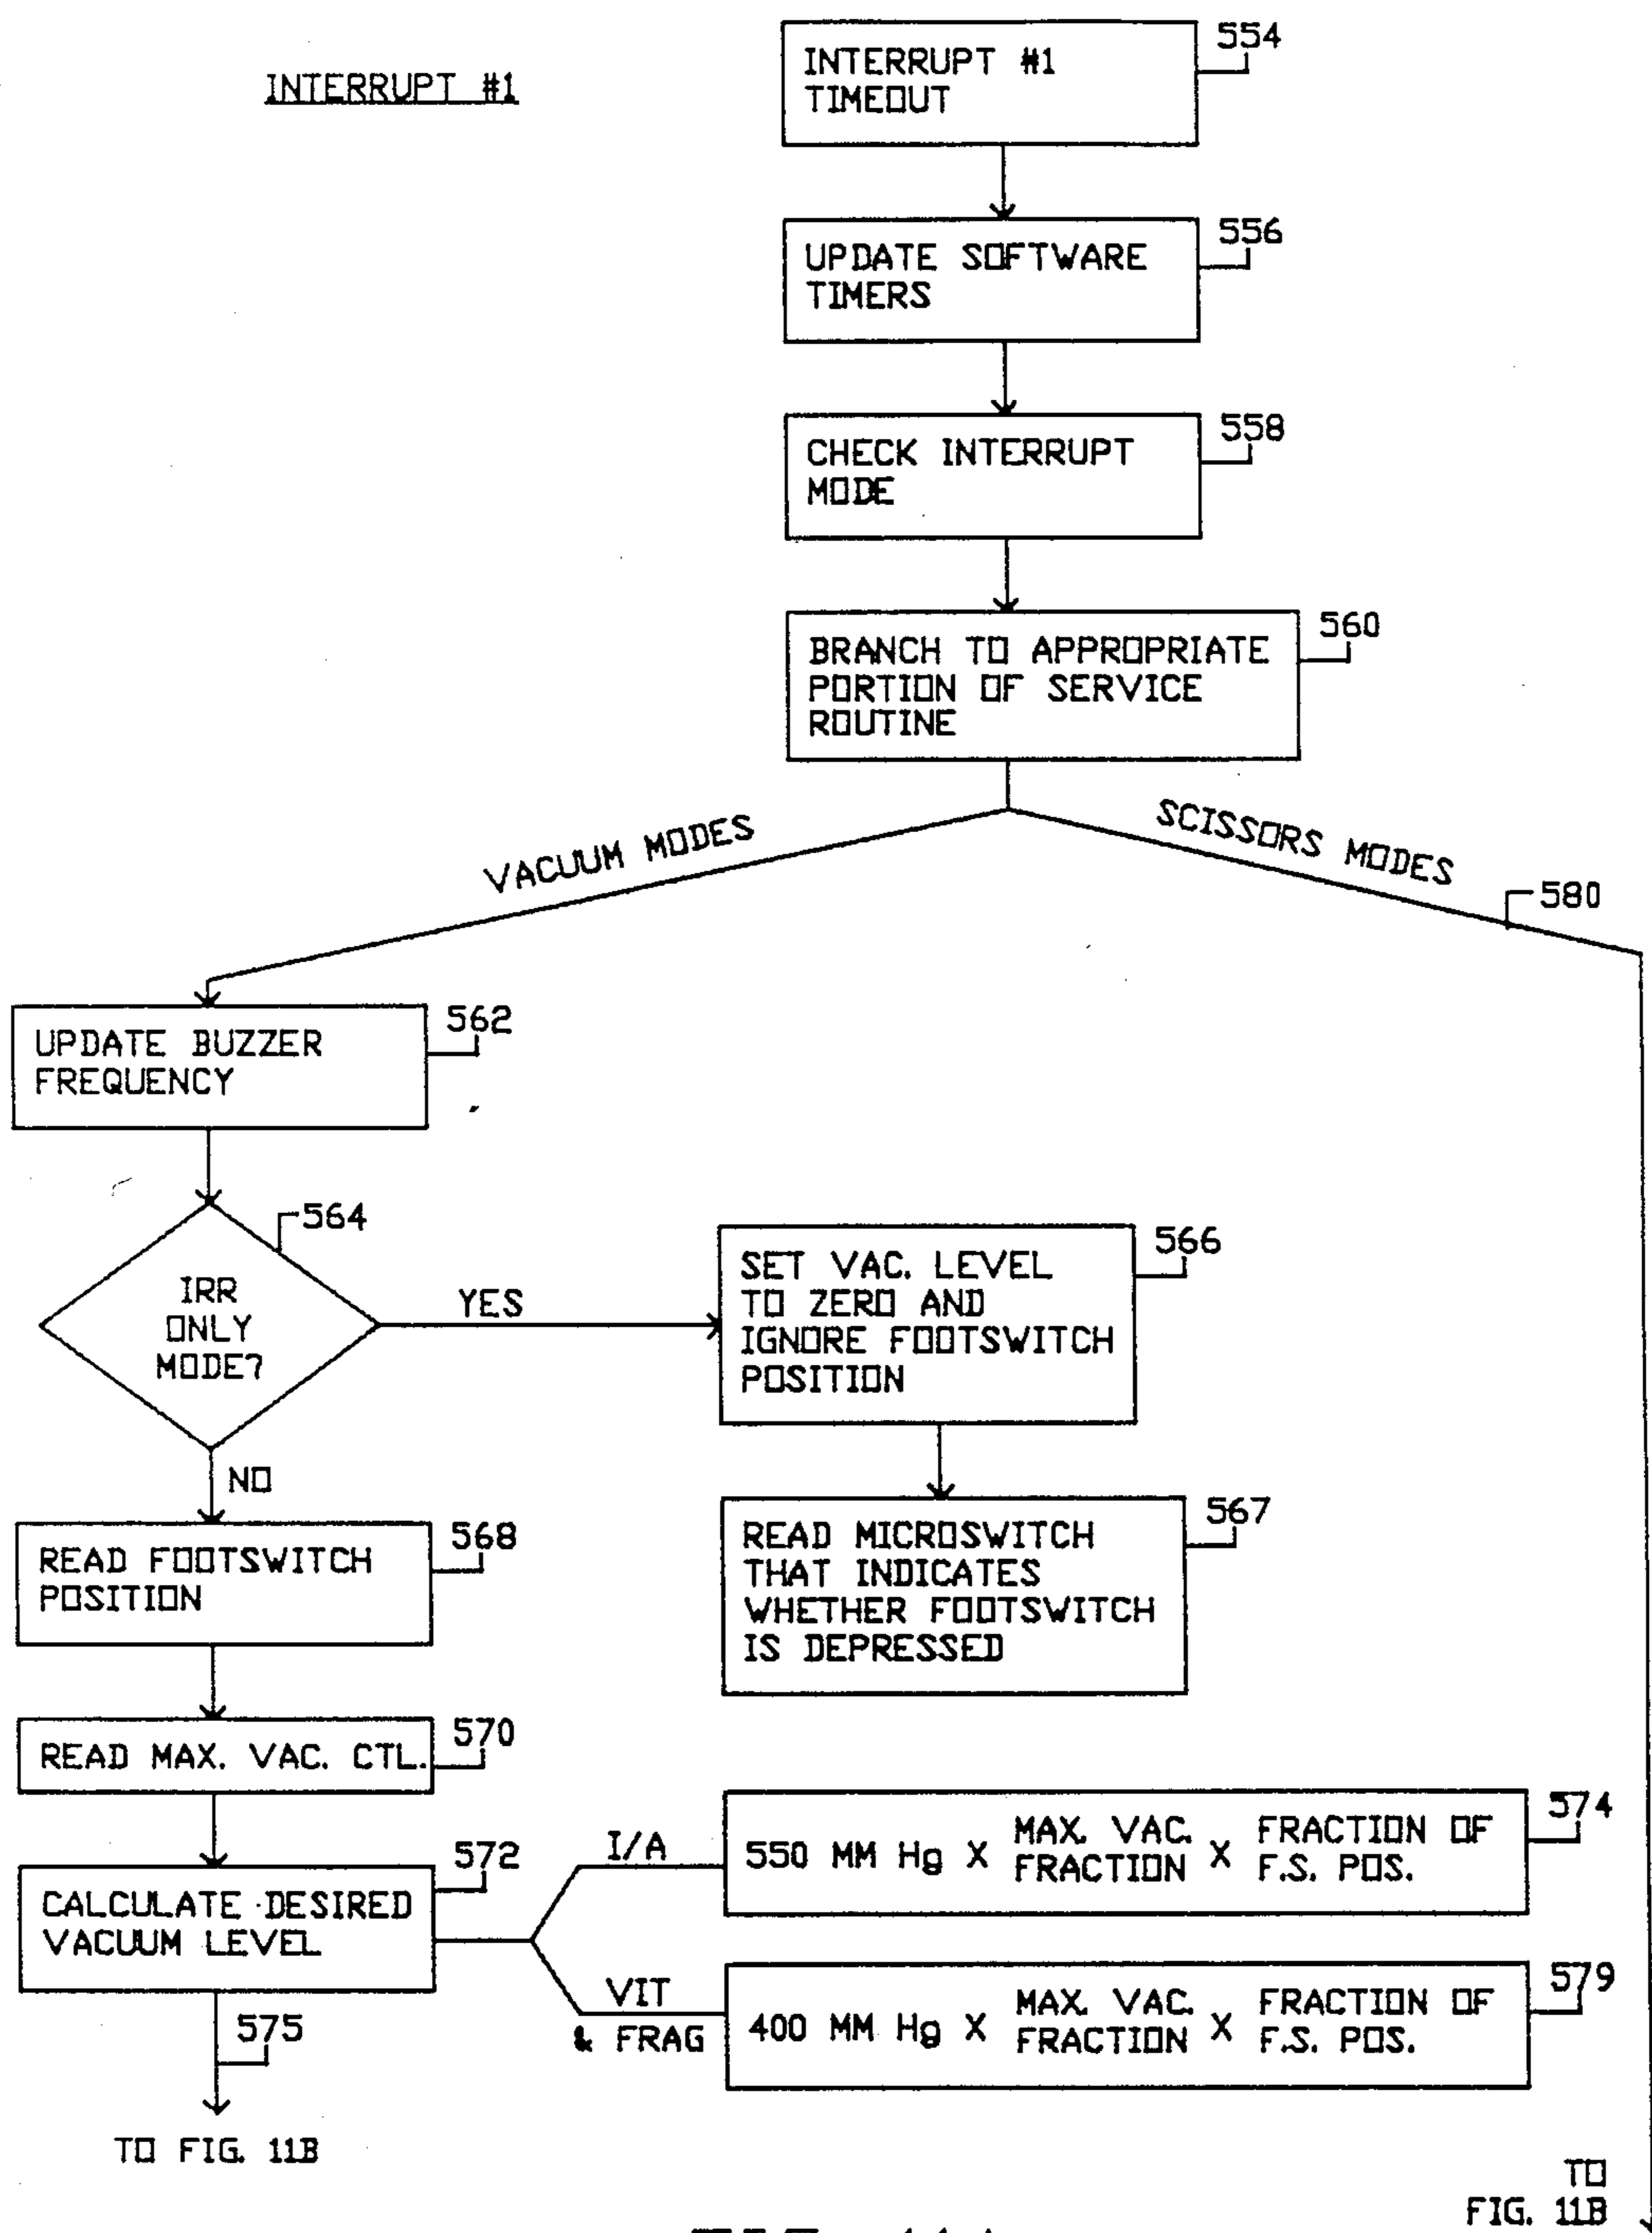 INTERRUPT #1
554
INTERRUPT #1
TIMEOUT
556
UPDATE SOFTWARE
TIMERS
558
CHECK INTERRUPT
MODE
560
BRANCH TO APPROPRIATE
PORTION OF SERVICE
ROUTINE
VACUUM MODES
SCISSORS MODES
580
562
UPDATE BUZZER
FREQUENCY
564
IRR
ONLY
MODE?
YES
566
SET VAC. LEVEL
TO ZERO AND
IGNORE FOOTSWITCH
POSITION
NO
568
READ FOOTSWITCH
POSITION
567
READ MICROSWITCH
THAT INDICATES
WHETHER FOOTSWITCH
IS DEPRESSED
570
READ MAX. VAC. CTL.
572
CALCULATE DESIRED
VACUUM LEVEL
I/A
574
550 MM Hg X MAX. VAC. FRACTION X FRACTION OF F.S. POS.
VIT
& FRAG
579
400 MM Hg X MAX. VAC. FRACTION X FRACTION OF F.S. POS.
575
TO FIG. 11B
TO
FIG. 11B